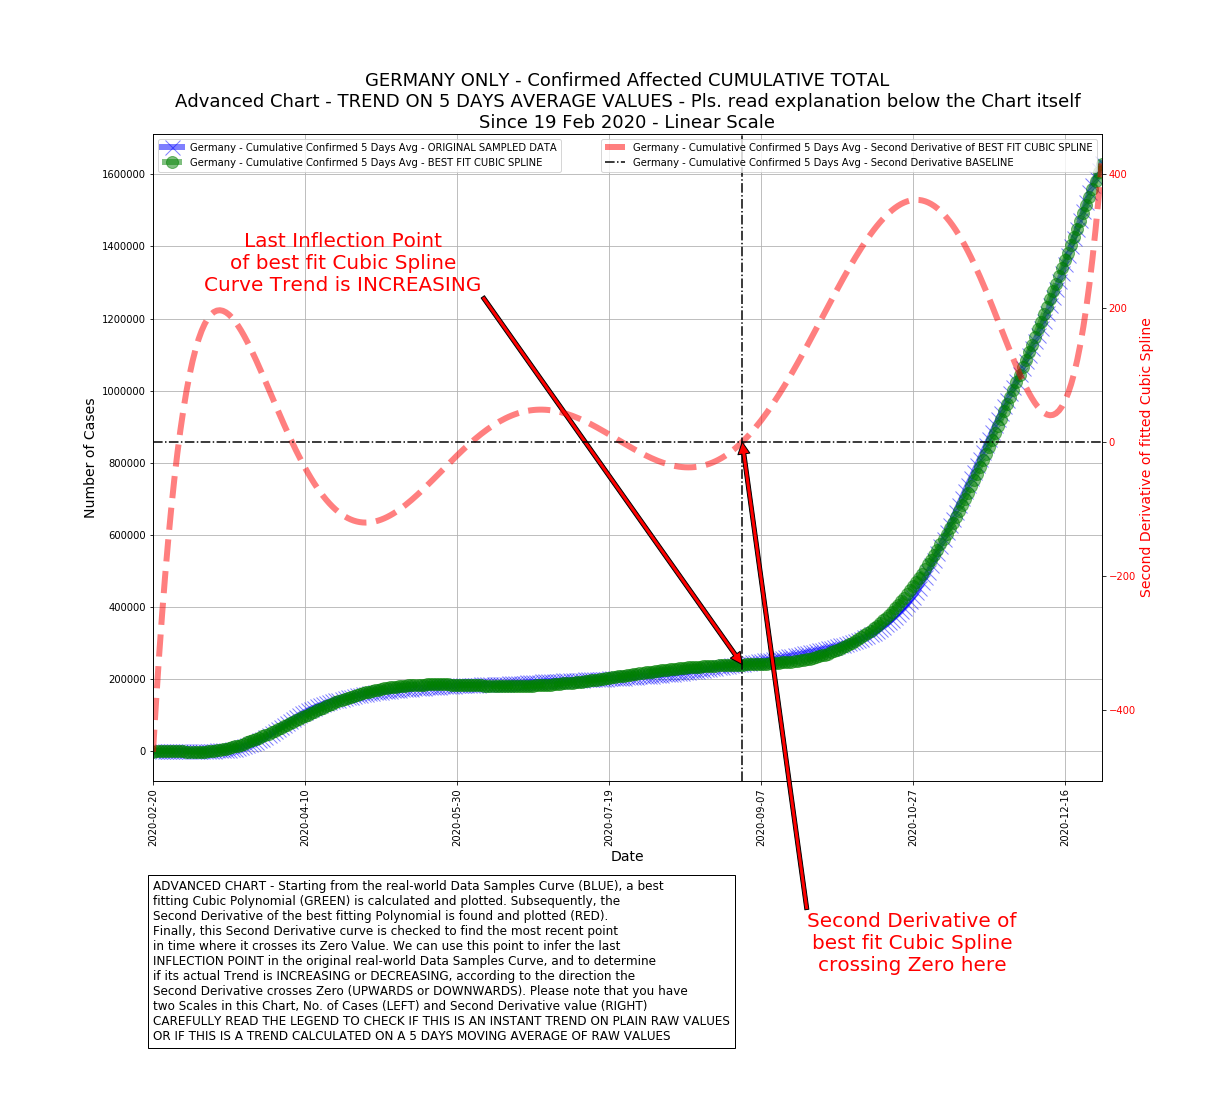 GERMANY ONLY - Confirmed Affected CUMULATIVE TOTAL
Advanced Chart - TREND ON 5 DAYS AVERAGE VALUES - Pls. read explanation below the Chart itself
Since 19 Feb 2020 - Linear Scale
Germany - Cumulative Confirmed 5 Days Avg - ORIGINAL SAMPLED DATA
Germany - Cumulative Confirmed 5 Days Avg - BEST FIT CUBIC SPLINE
Germany - Cumulative Confirmed 5 Days Avg - Second Derivative of BEST FIT CUBIC SPLINE
Germany - Cumulative Confirmed 5 Days Avg - Second Derivative BASELINE
Last Inflection Point
of best fit Cubic Spline
Curve Trend is INCREASING
Number of Cases
1600000
1400000
1200000
1000000
800000
600000
400000
200000
0
400
200
0
−200
−400
Second Derivative of fitted Cubic Spline
2020-02-20
2020-04-10
2020-05-30
2020-07-19
2020-09-07
2020-10-27
2020-12-16
Date
Second Derivative of
best fit Cubic Spline
crossing Zero here
ADVANCED CHART - Starting from the real-world Data Samples Curve (BLUE), a best
fitting Cubic Polynomial (GREEN) is calculated and plotted. Subsequently, the
Second Derivative of the best fitting Polynomial is found and plotted (RED).
Finally, this Second Derivative curve is checked to find the most recent point
in time where it crosses its Zero Value. We can use this point to infer the last
INFLECTION POINT in the original real-world Data Samples Curve, and to determine
if its actual Trend is INCREASING or DECREASING, according to the direction the
Second Derivative crosses Zero (UPWARDS or DOWNWARDS). Please note that you have
two Scales in this Chart, No. of Cases (LEFT) and Second Derivative value (RIGHT)
CAREFULLY READ THE LEGEND TO CHECK IF THIS IS AN INSTANT TREND ON PLAIN RAW VALUES
OR IF THIS IS A TREND CALCULATED ON A 5 DAYS MOVING AVERAGE OF RAW VALUES